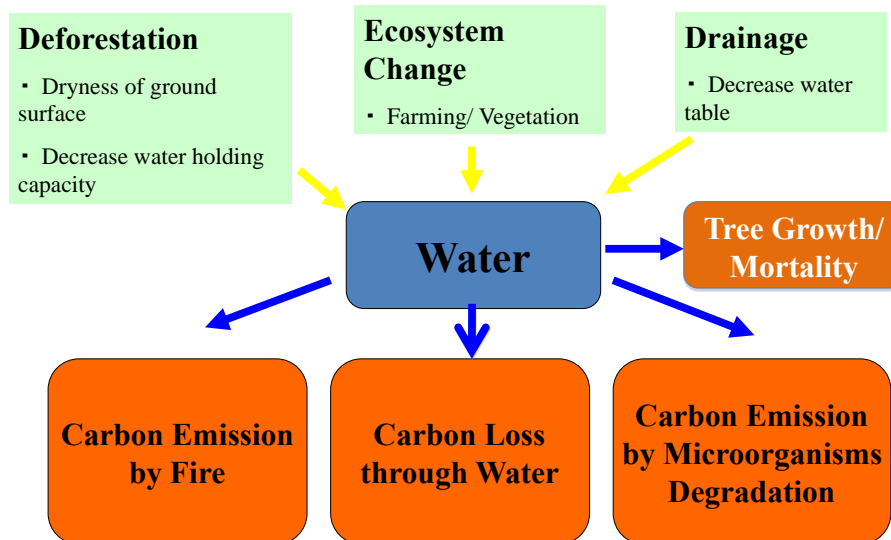 Deforestation
・ Dryness of ground
surface
・ Decrease water holding
capacity
Ecosystem
Change
・ Farming/ Vegetation
Drainage
・ Decrease water
table
Water
Tree Growth/
Mortality
Carbon Emission
by Fire
Carbon Loss
through Water
Carbon Emission
by Microorganisms
Degradation